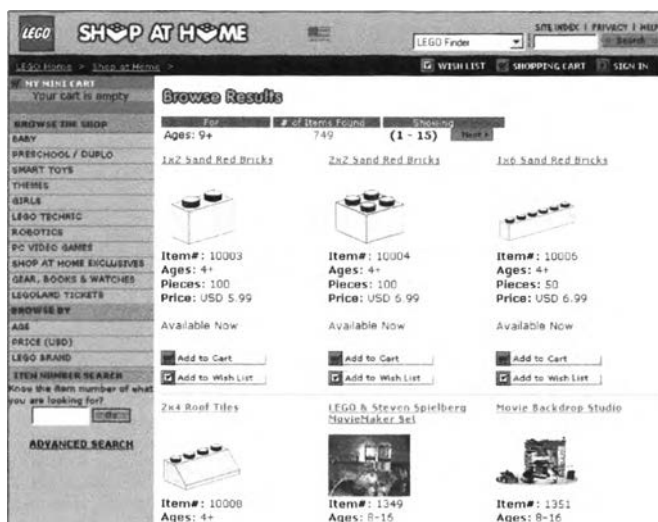 LEGO
SHOP AT HOME
SITE INDEX | PRIVACY | HELP
LEGO Finder
Search
LEGO Home > Shop at Home >
WISH LIST
SHOPPING CART
SIGN IN
MY MINI CART
Your cart is empty
BROWSE THE SHOP
BABY
PRESCHOOL / DUPLO
SMART TOYS
THEMES
GIRLS
LEGO TECHNIC
ROBOTICS
PC VIDEO GAMES
SHOP AT HOME EXCLUSIVES
GEAR, BOOKS & WATCHES
LEGOLAND TICKETS
BROWSE BY
AGE
PRICE (USD)
LEGO BRAND
ITEM NUMBER SEARCH
Know the item number of what
you are looking for?
Go
ADVANCED SEARCH
Browse Results
For # of Items Found Showing
Ages: 9+ 749 (1 - 15) Next
1x2 Sand Red Bricks
Item#: 10003
Ages: 4+
Pieces: 100
Price: USD 5.99
Available Now
Add to Cart
Add to Wish List
2x2 Sand Red Bricks
Item#: 10004
Ages: 4+
Pieces: 100
Price: USD 6.99
Available Now
Add to Cart
Add to Wish List
1x6 Sand Red Bricks
Item#: 10006
Ages: 4+
Pieces: 50
Price: USD 6.99
Available Now
Add to Cart
Add to Wish List
2x4 Roof Tiles
Item#: 10008
Ages: 4+
LEGO & Steven Spielberg
MovieMaker Set
Item#: 1349
Ages: 8-16
Movie Backdrop Studio
Item#: 1351
Ages: 8-16